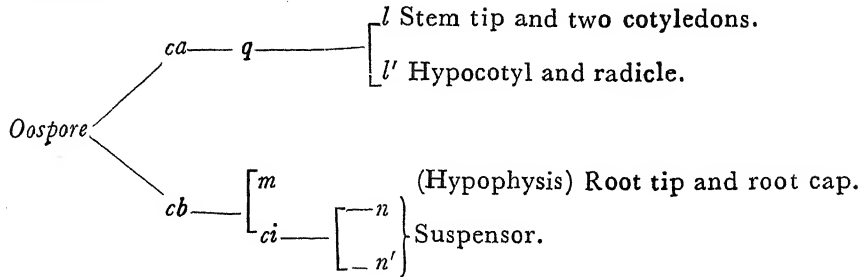 l Stem tip and two cotyledons.
ca q
l' Hypocotyl and radicle.
Oospore
m (Hypophysis) Root tip and root cap.
cb
n
ci Suspensor.
n'